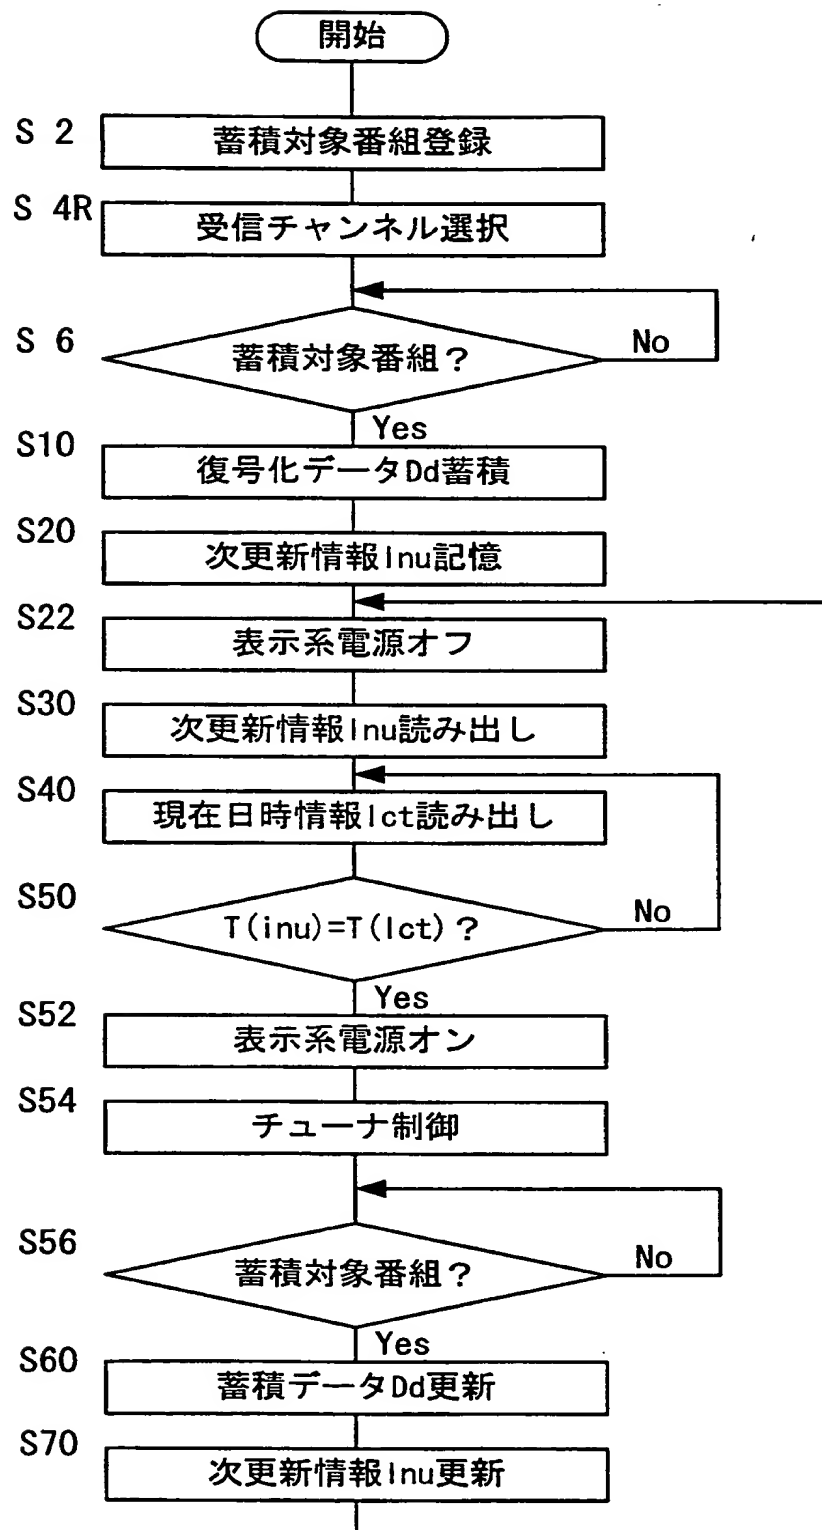 開始
S 2
蓄積対象番組登録
S 4R
受信チャンネル選択
S 6
蓄積対象番組?
No
Yes
S10
復号化データDd蓄積
S20
次更新情報Inu記憶
S22
表示系電源オフ
S30
次更新情報Inu読み出し
S40
現在日時情報Ict読み出し
S50
T(inu)=T(Ict)?
No
Yes
S52
表示系電源オン
S54
チューナ制御
S56
蓄積対象番組?
No
Yes
S60
蓄積データDd更新
S70
次更新情報Inu更新